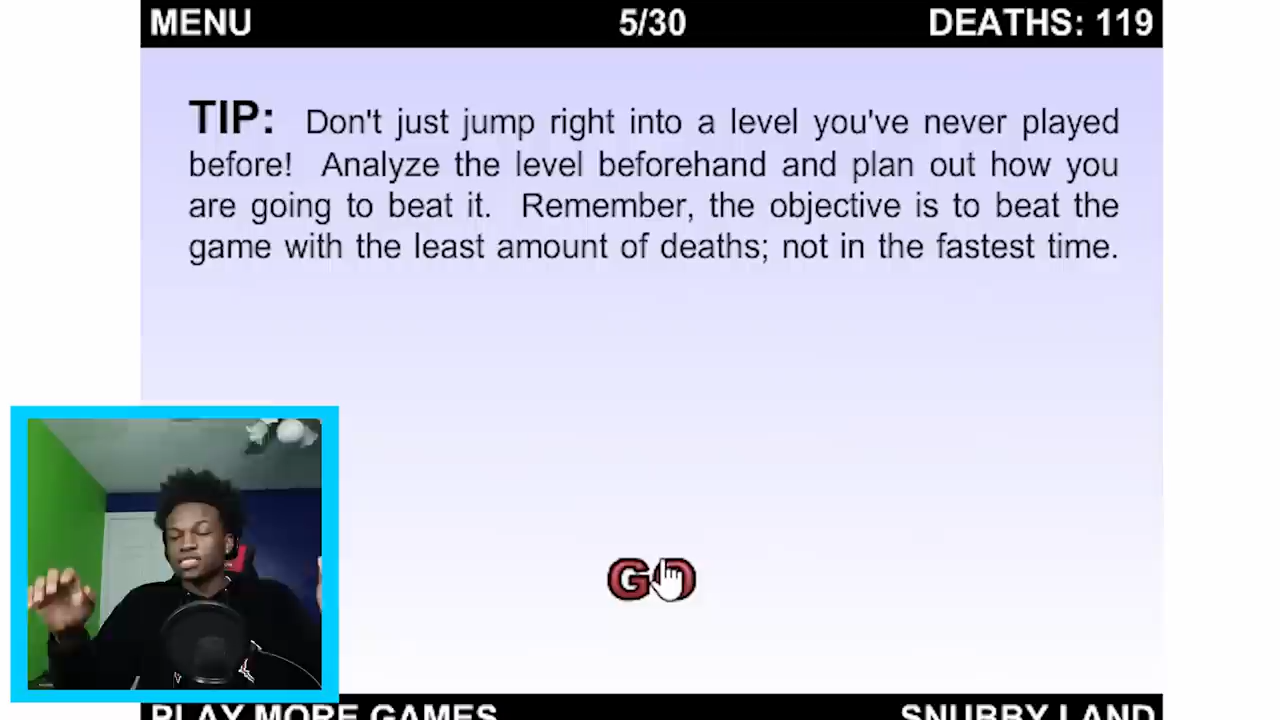 MENU 5/30 DEATHS: 119
TIP: Don't just jump right into a level you've never played
before! Analyze the level beforehand and plan out how you
are going to beat it. Remember, the objective is to beat the
game with the least amount of deaths; not in the fastest time.
GO
PLAY MORE GAMES SNUBBY LAND